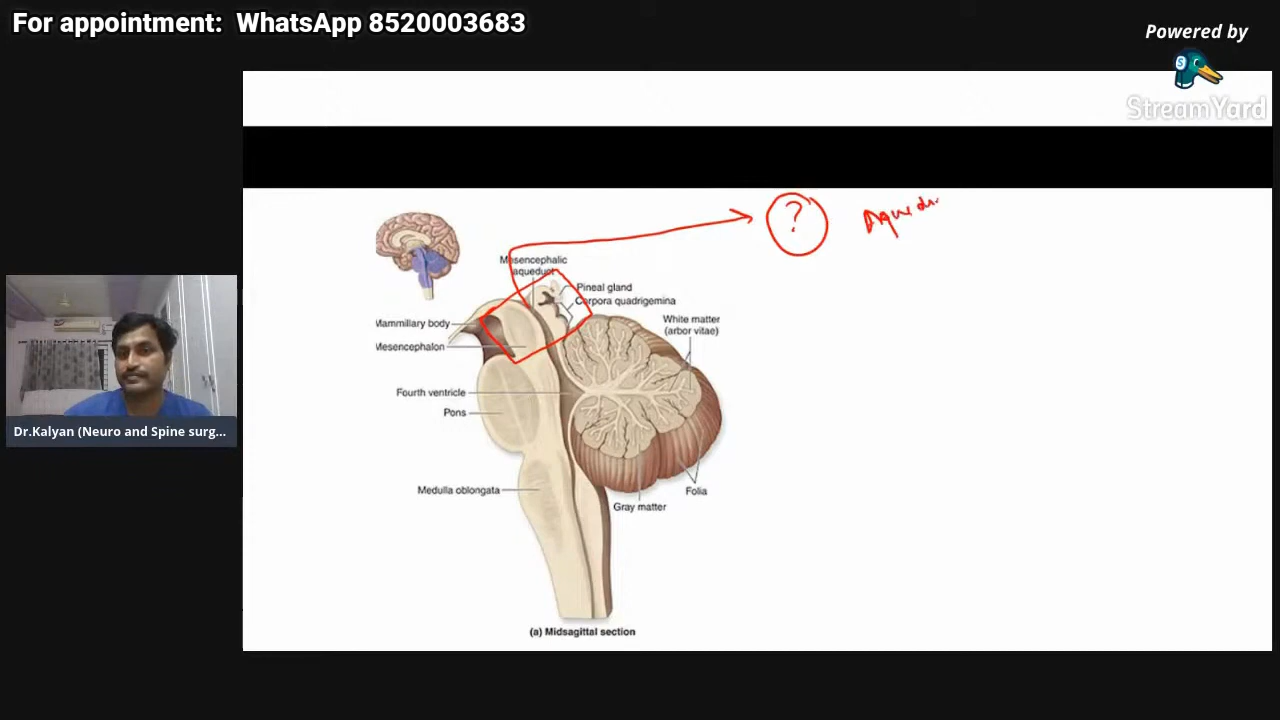 For appointment: WhatsApp 8520003683
Powered by
S
StreamYard
?
Mesencephalic
aqueduct
Pineal gland
Corpora quadrigemina
White matter
(arbor vitae)
Mammillary body
Mesencephalon
Fourth ventricle
Pons
Medulla oblongata
Folia
Gray matter
(a) Midsagittal section
Dr.Kalyan (Neuro and Spine surg...